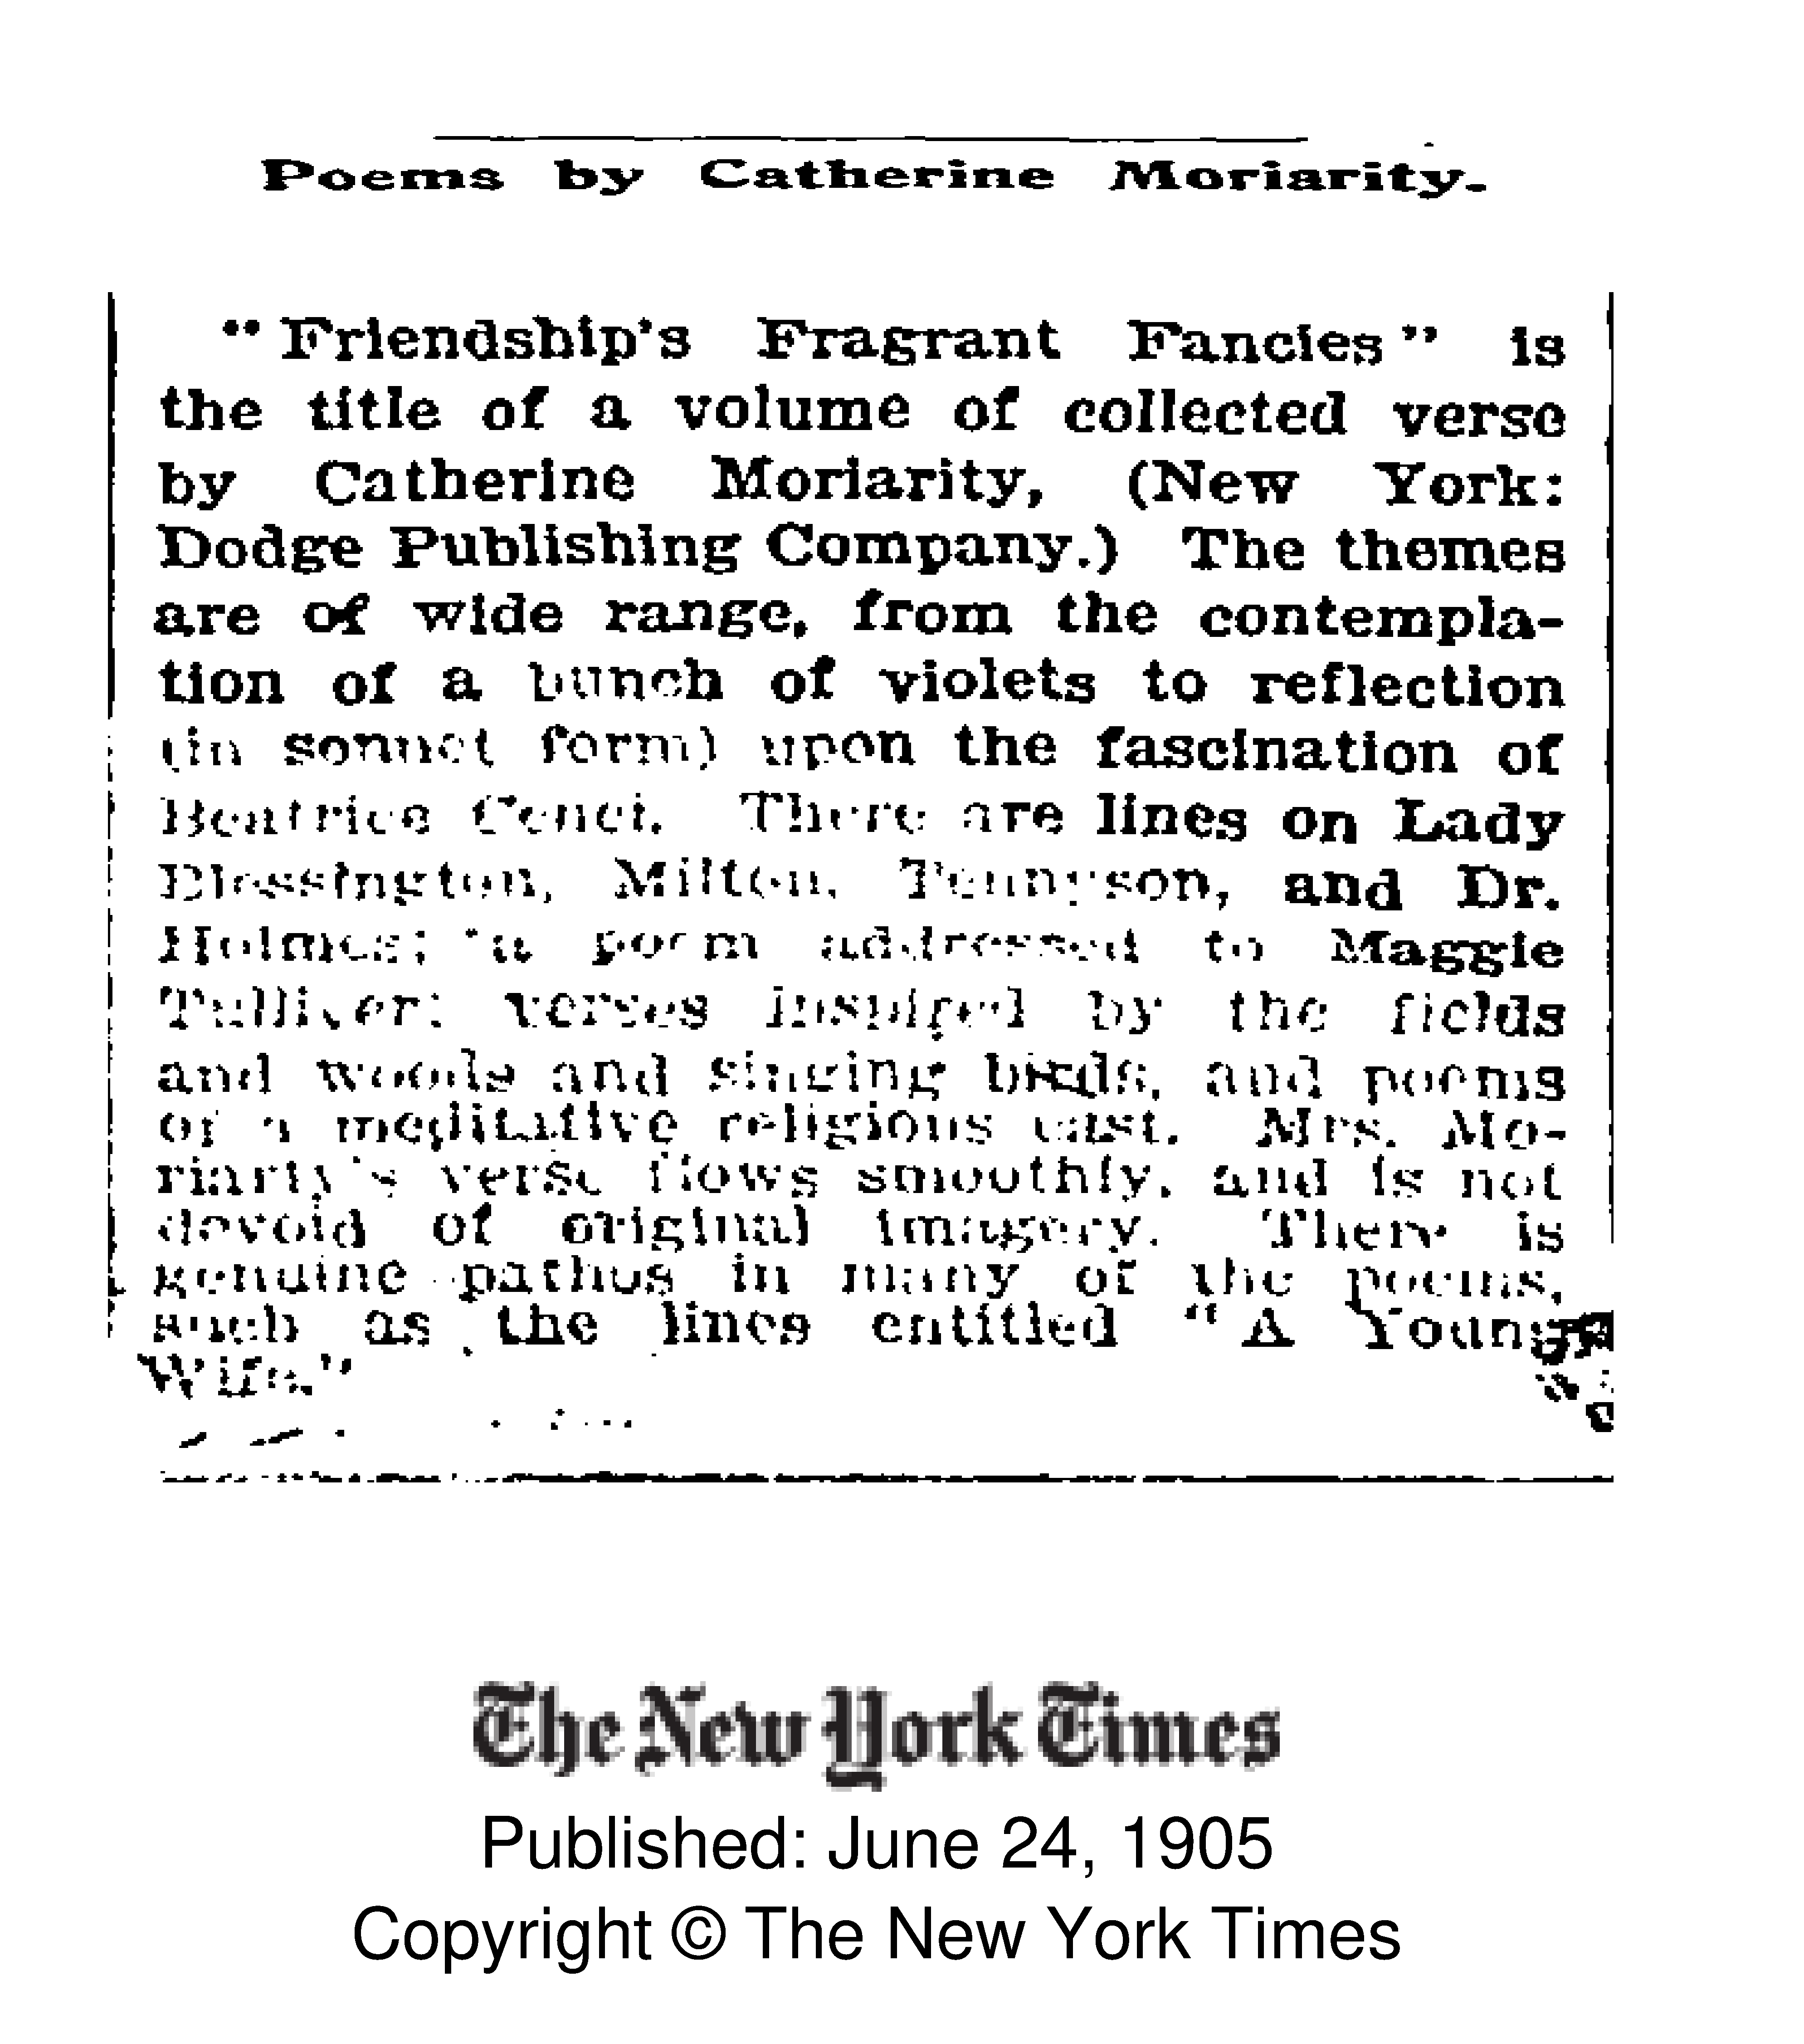 Poems by Catherine Moriarity.
" Friendship's Fragrant Fancies " is
the title of a volume of collected verse
by Catherine Moriarity, (New York:
Dodge Publishing Company.) The themes
are of wide range, from the contempla-
tion of a bunch of violets to reflection
(in sonnet form) upon the fascination of
Beatrice Cenci. There are lines on Lady
Blessington, Milton, Tennyson, and Dr.
Holmes; a poem addressed to Maggie
Tulliver; verses inspired by the fields
and woods and singing birds, and poems
of a meditative religious cast. Mrs. Mo-
riarty's verse flows smoothly, and is not
devoid of original imagery. There is
genuine pathos in many of the poems,
such as the lines entitled "A Young
Wife."
The New York Times
Published: June 24, 1905
Copyright © The New York Times